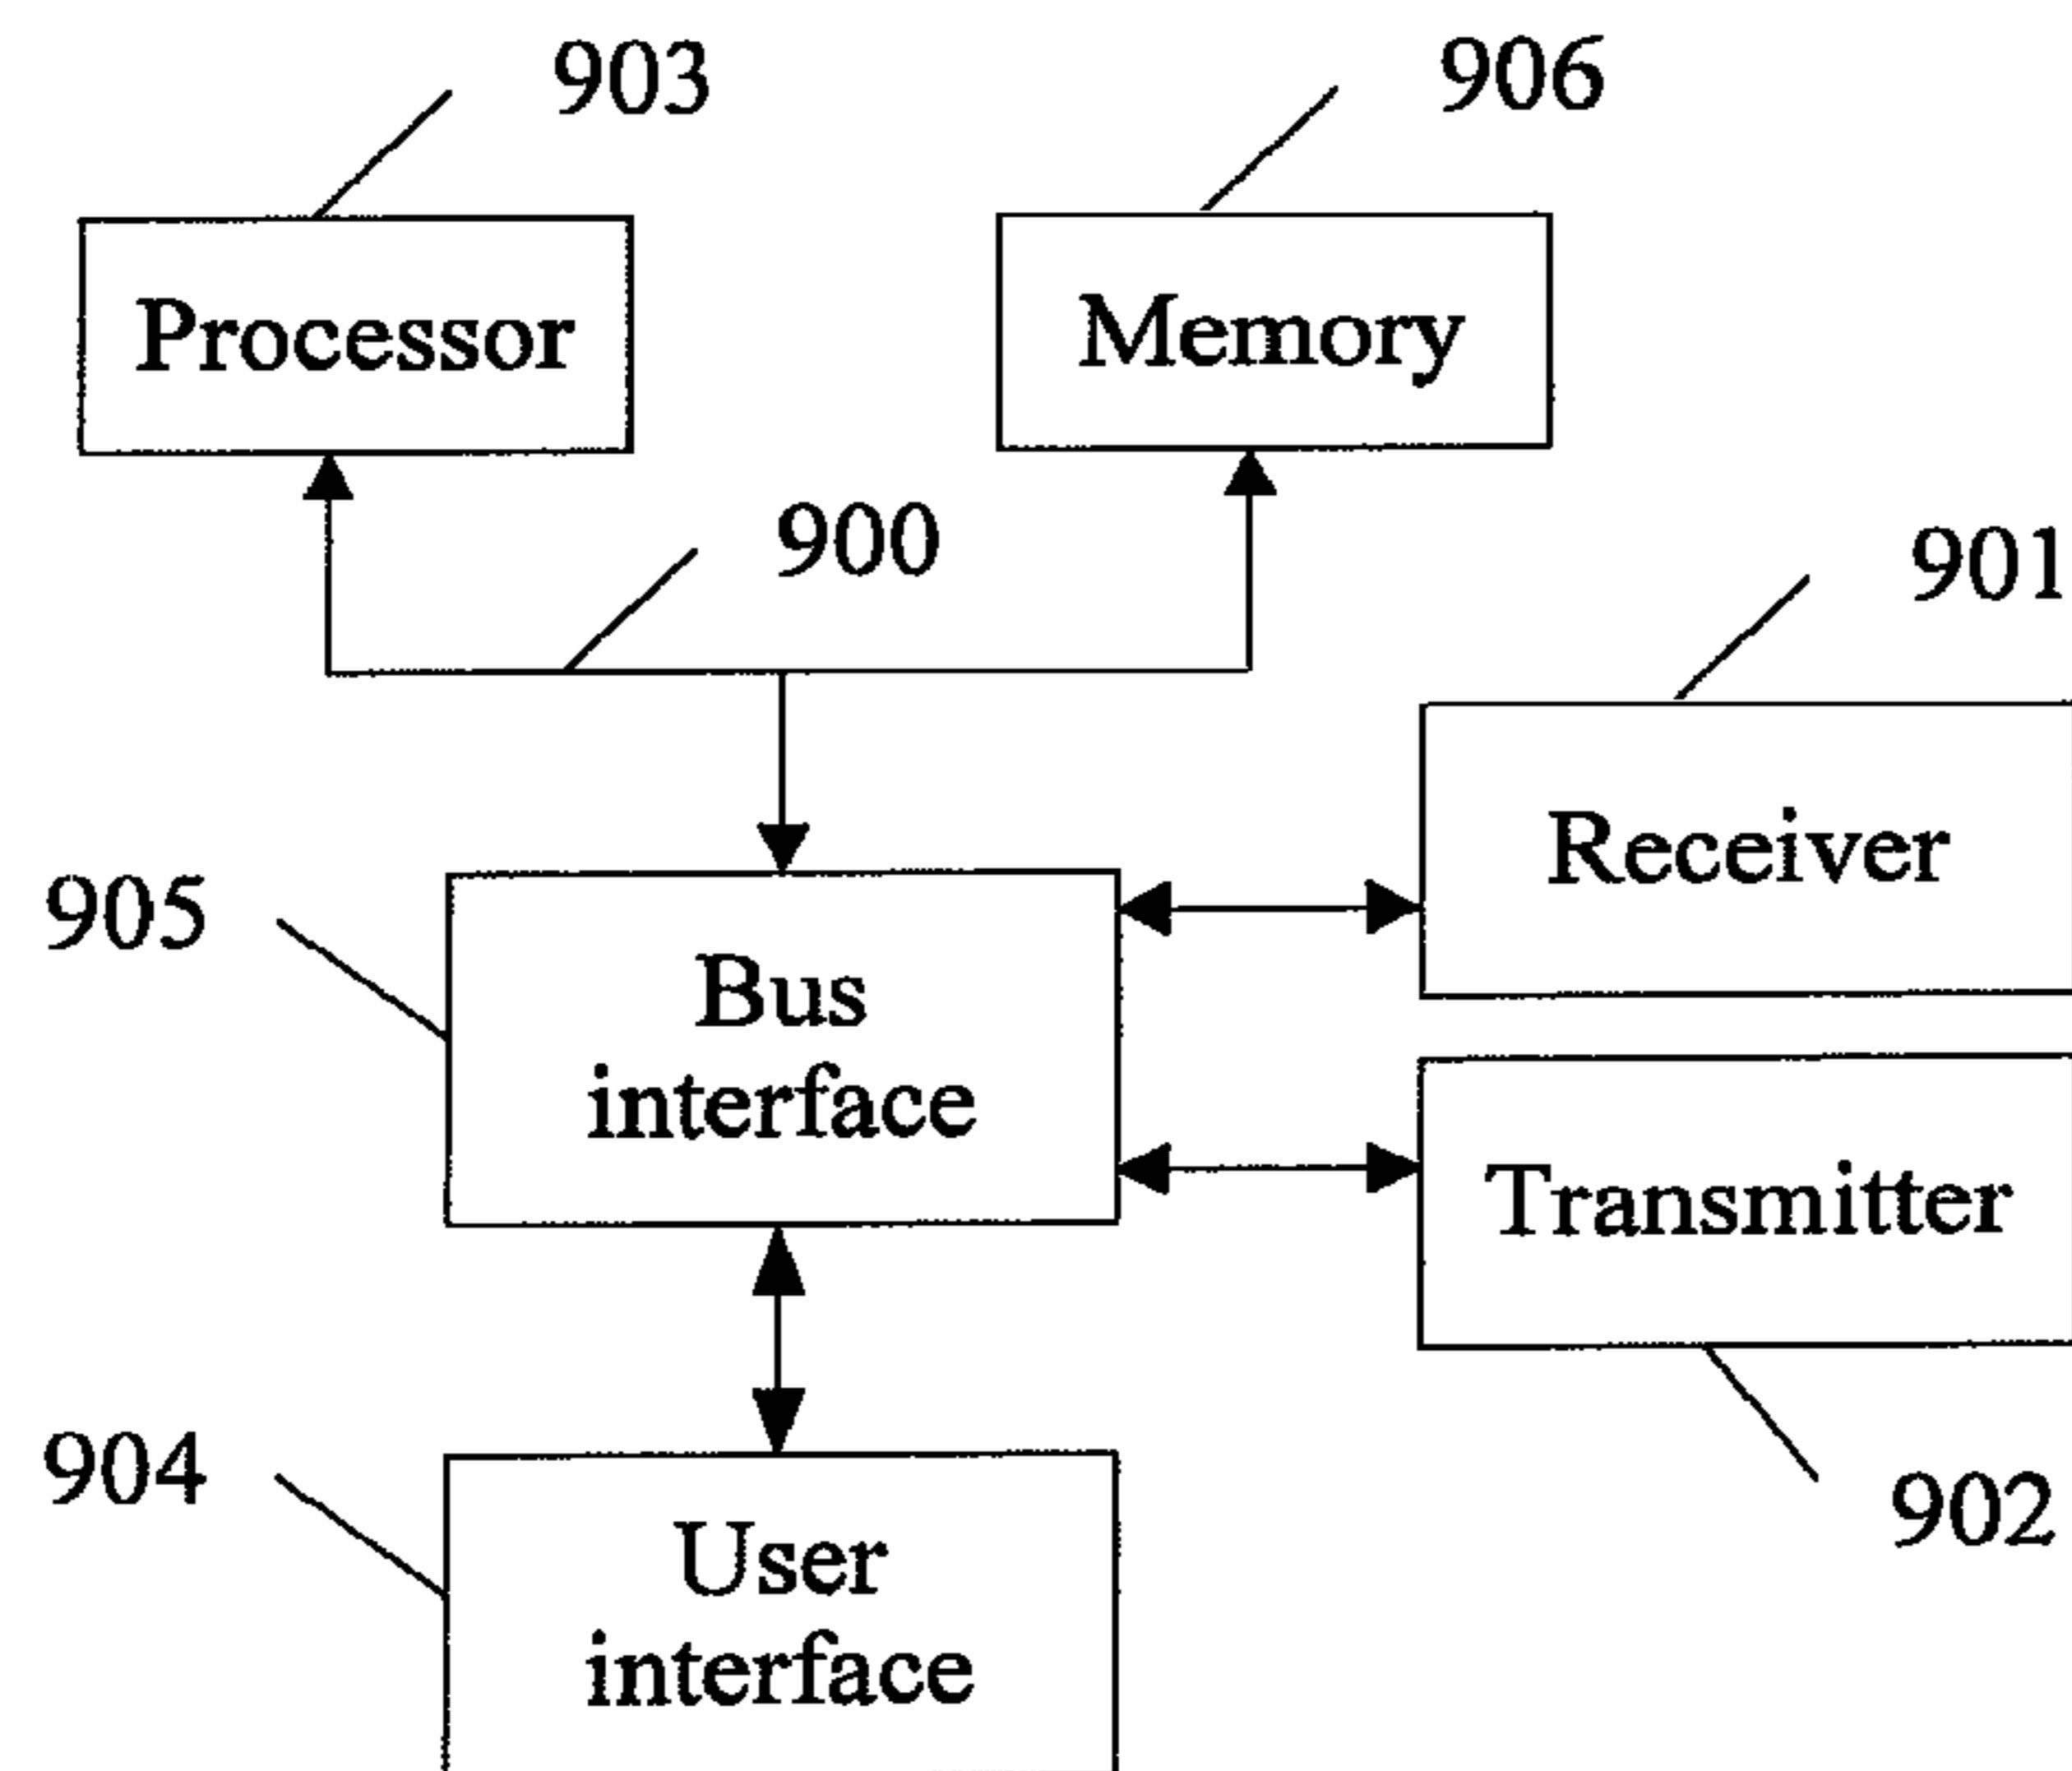 903
906
Processor
Memory
900
901
Receiver
905
Bus
interface
Transmitter
904
902
User
interface